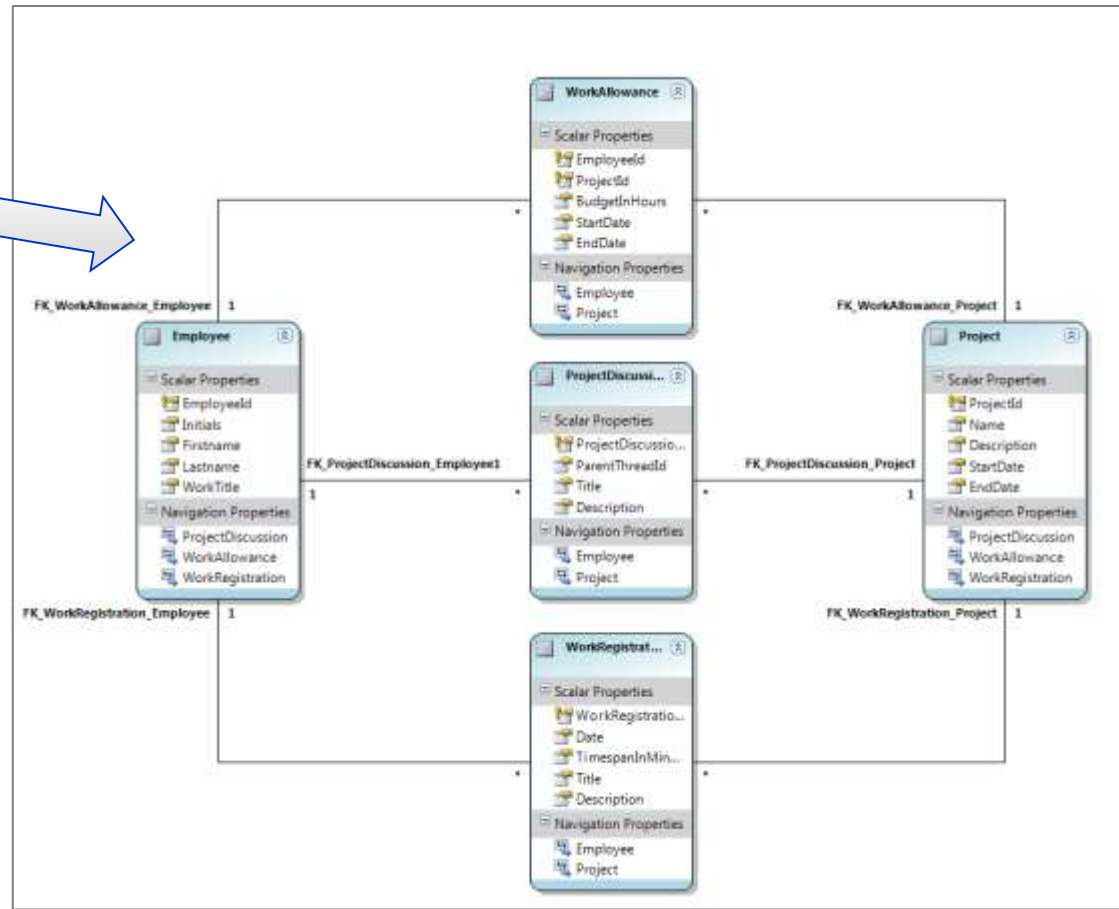 WorkAllowance
Scalar Properties
EmployeeId
ProjectId
BudgetInHours
StartDate
EndDate
Navigation Properties
Employee
Project
FK_WorkAllowance_Employee 1
*
*
FK_WorkAllowance_Project 1
Employee
Scalar Properties
EmployeeId
Initials
Firstname
Lastname
WorkTitle
Navigation Properties
ProjectDiscussion
WorkAllowance
WorkRegistration
FK_ProjectDiscussion_Employee1
1
*
ProjectDiscussi...
Scalar Properties
ProjectDiscussio...
ParentThreadId
Title
Description
Navigation Properties
Employee
Project
FK_ProjectDiscussion_Project
*
1
Project
Scalar Properties
ProjectId
Name
Description
StartDate
EndDate
Navigation Properties
ProjectDiscussion
WorkAllowance
WorkRegistration
FK_WorkRegistration_Employee 1
FK_WorkRegistration_Project 1
WorkRegistrat...
Scalar Properties
WorkRegistratio...
Date
TimespanInMin...
Title
Description
Navigation Properties
Employee
Project
*
*